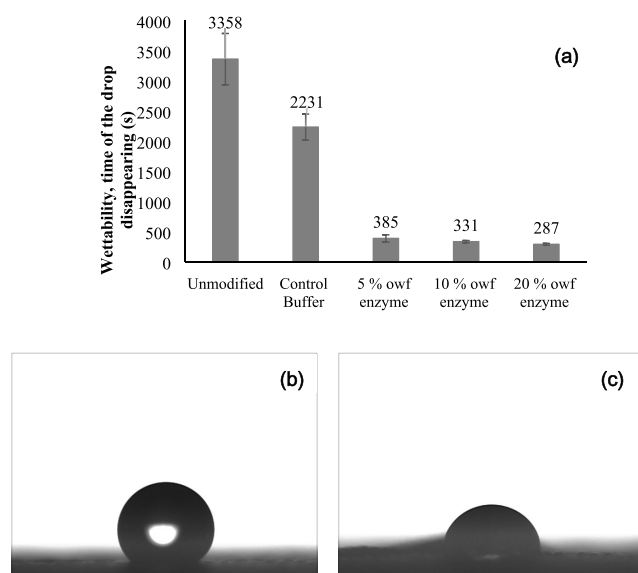 4000
3500
3000
2500
2000
1500
1000
500
0
Wettability, time of the drop
disappearing (s)
3358
2231
385
331
287
(a)
Unmodified
Control
Buffer
5 % owf
enzyme
10 % owf
enzyme
20 % owf
enzyme
(b)
(c)